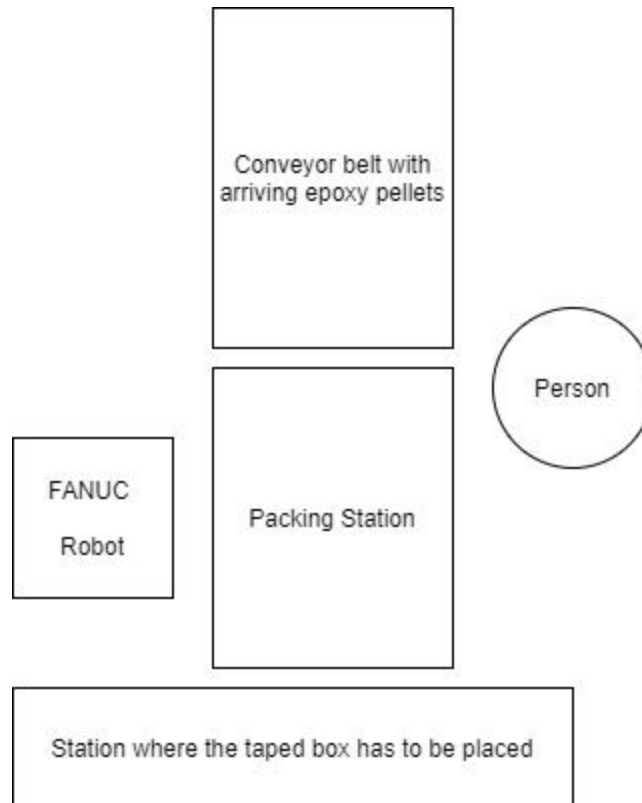 Conveyor belt with
arriving epoxy pellets
Person
FANUC
Robot
Packing Station
Station where the taped box has to be placed